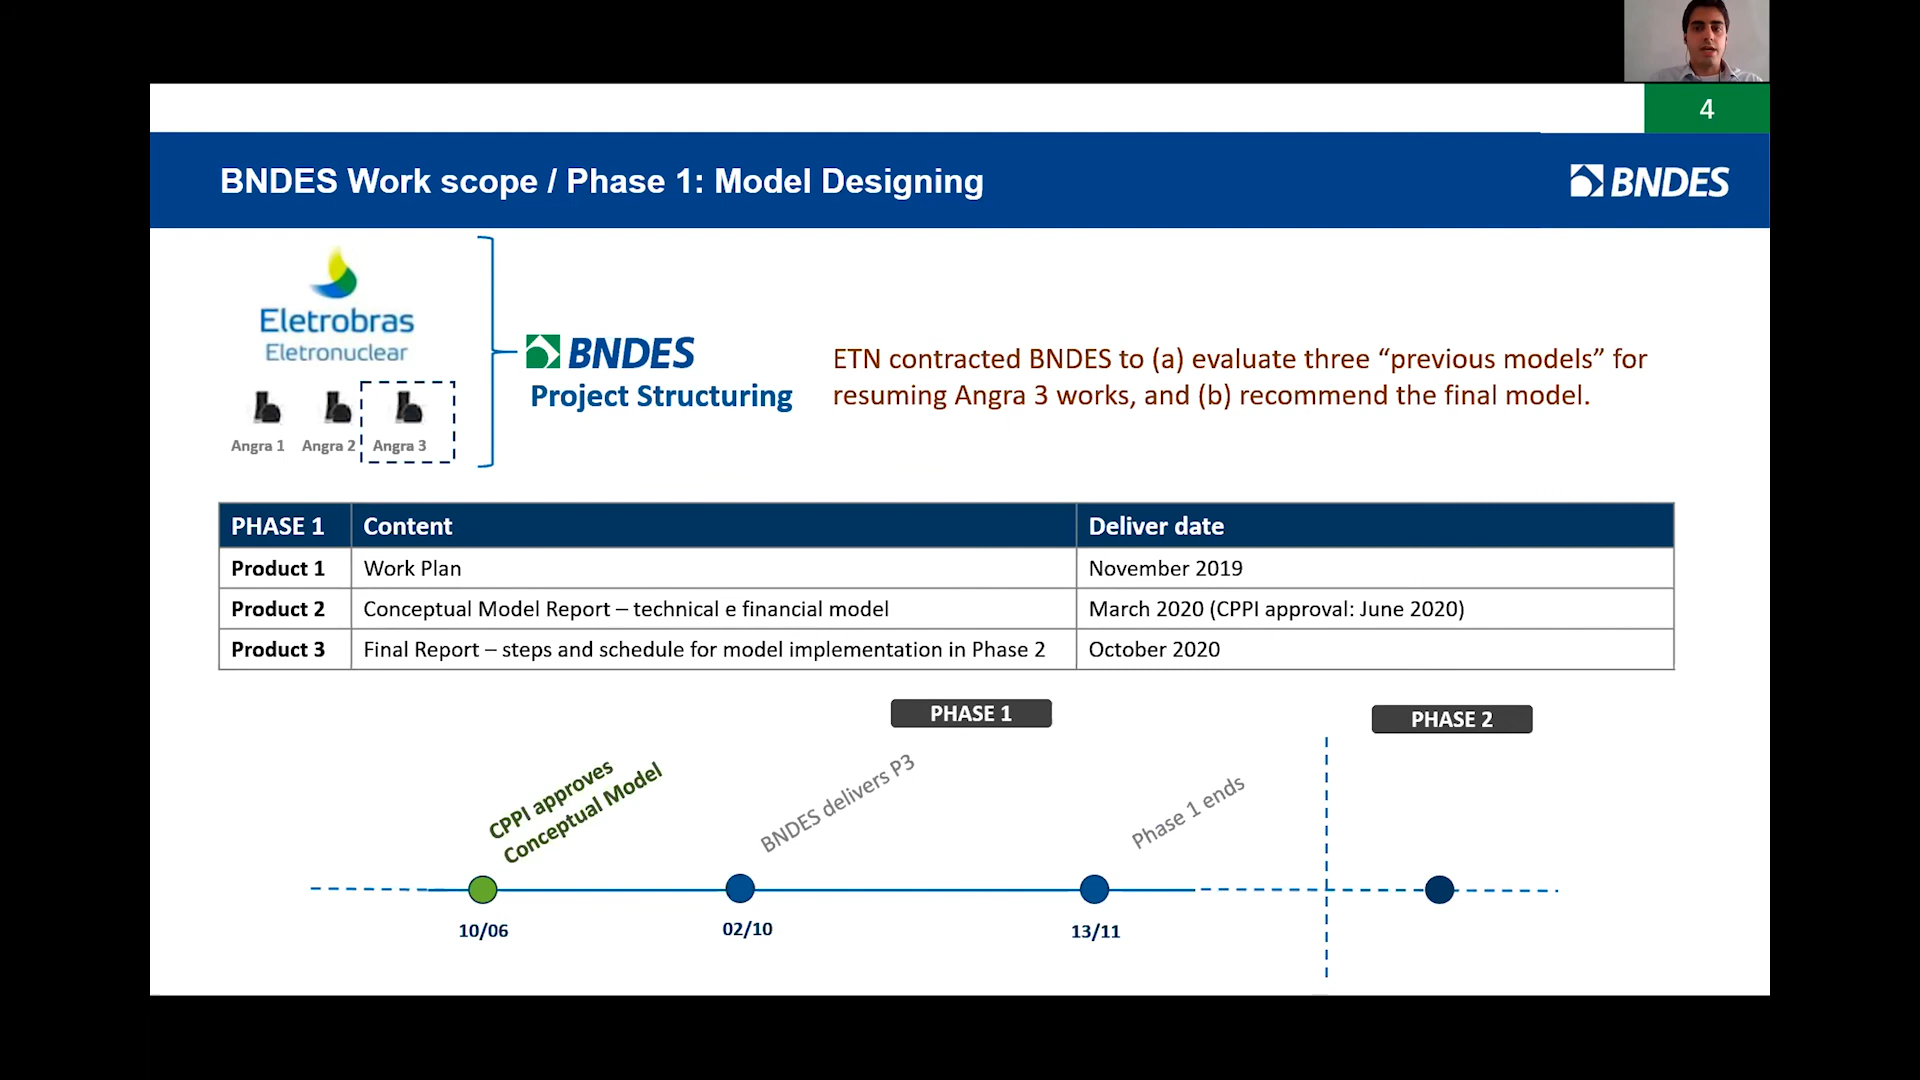 4
BNDES Work scope / Phase 1: Model Designing
BNDES
Eletrobras
Eletronuclear
Angra 1
Angra 2
Angra 3
BNDES
Project Structuring
ETN contracted BNDES to (a) evaluate three “previous models” for
resuming Angra 3 works, and (b) recommend the final model.
PHASE 1 Content Deliver date
Product 1 Work Plan November 2019
Product 2 Conceptual Model Report – technical e financial model March 2020 (CPPI approval: June 2020)
Product 3 Final Report – steps and schedule for model implementation in Phase 2 October 2020
PHASE 1
PHASE 2
CPPI approves
Conceptual Model
BNDES delivers P3
Phase 1 ends
10/06
02/10
13/11